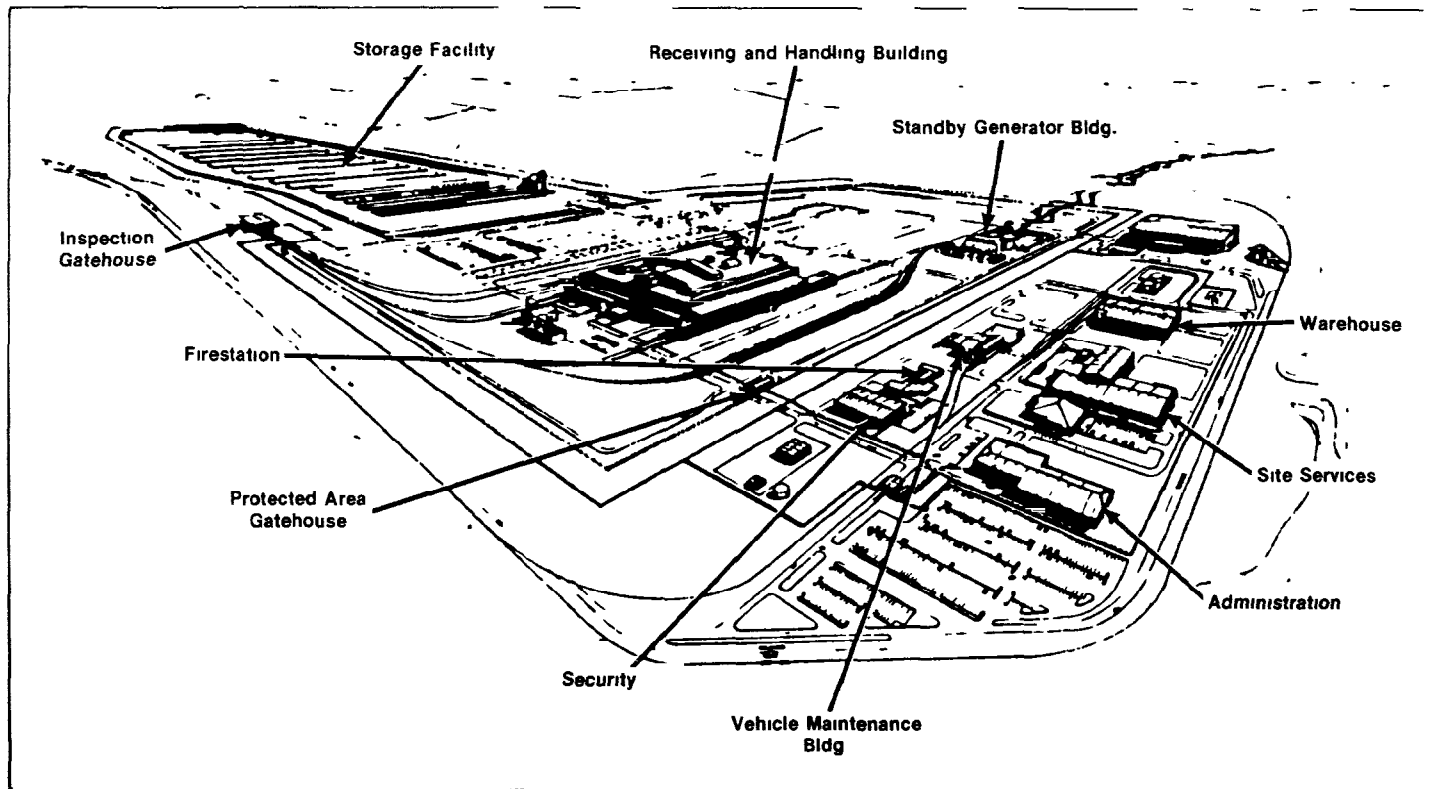 Storage Facility
Receiving and Handling Building
Standby Generator Bldg.
Inspection
Gatehouse
Warehouse
Firestation
Site Services
Protected Area
Gatehouse
Administration
Security
Vehicle Maintenance
Bldg